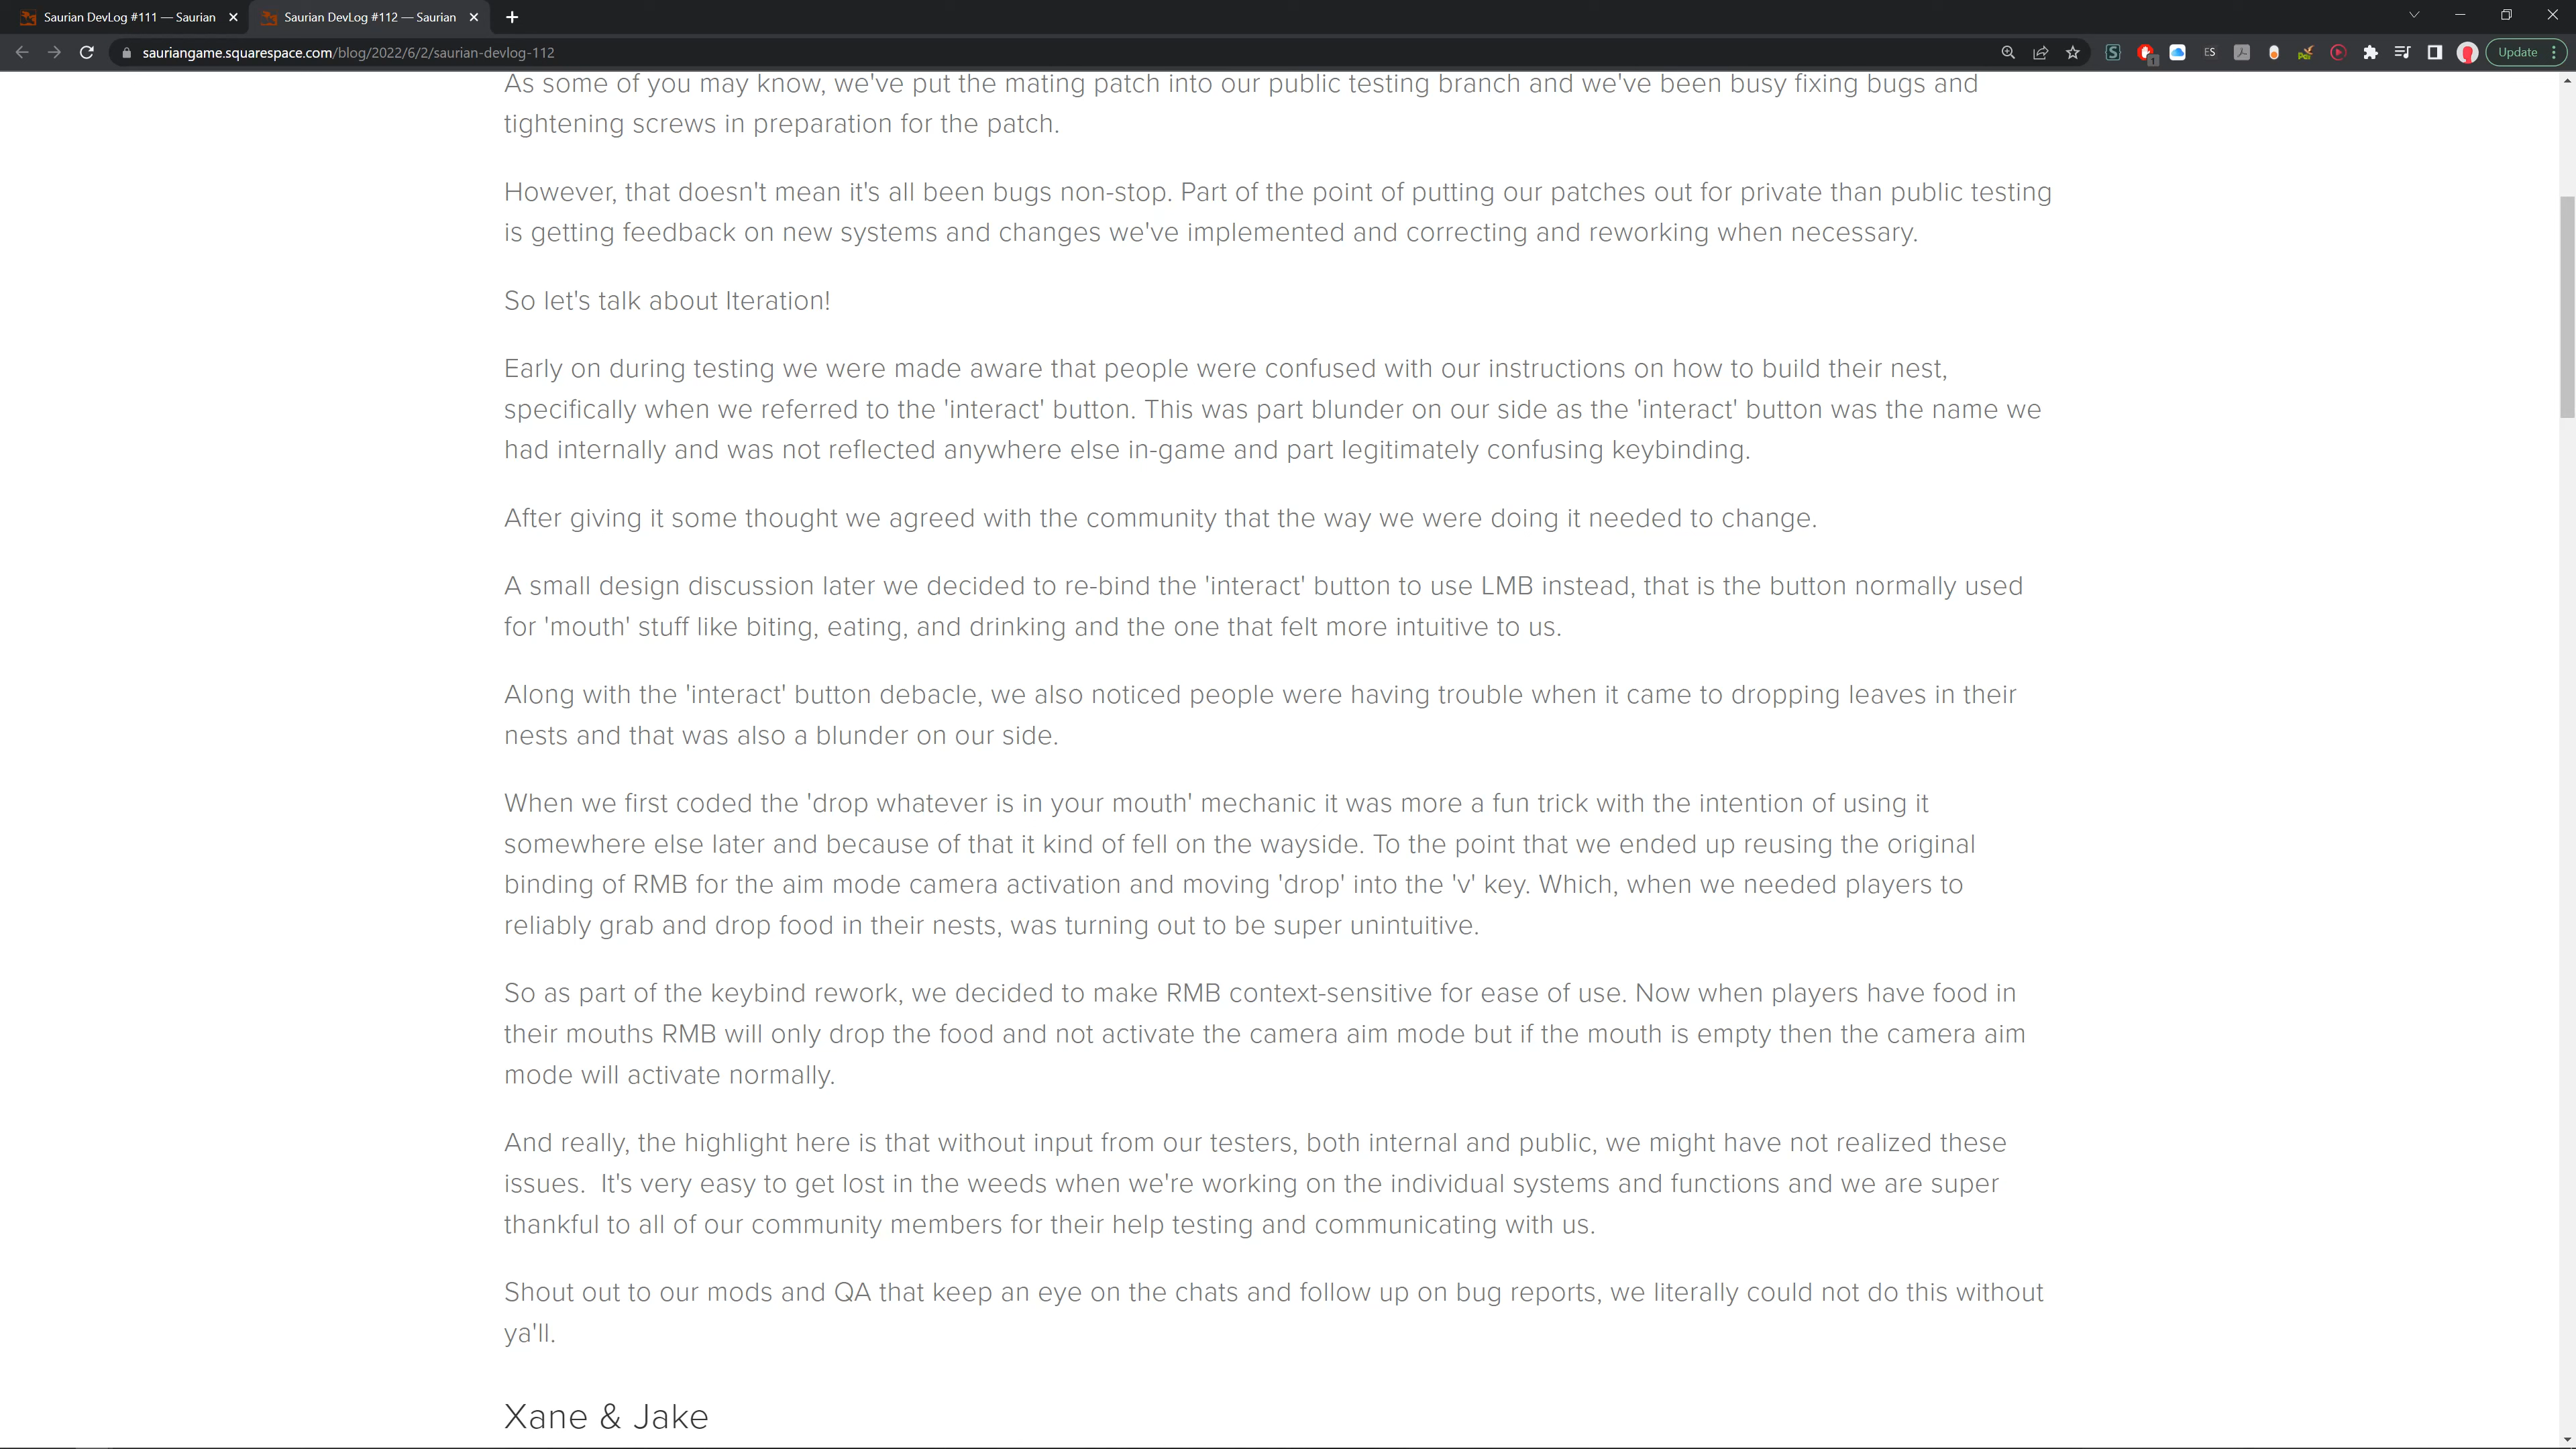 Saurian DevLog #111 — Saurian
Saurian DevLog #112 — Saurian
sauriangame.squarespace.com/blog/2022/6/2/saurian-devlog-112
1
ES
Update
As some of you may know, we've put the mating patch into our public testing branch and we've been busy fixing bugs and
tightening screws in preparation for the patch.
However, that doesn't mean it's all been bugs non-stop. Part of the point of putting our patches out for private than public testing
is getting feedback on new systems and changes we've implemented and correcting and reworking when necessary.
So let's talk about Iteration!
Early on during testing we were made aware that people were confused with our instructions on how to build their nest,
specifically when we referred to the 'interact' button. This was part blunder on our side as the 'interact' button was the name we
had internally and was not reflected anywhere else in-game and part legitimately confusing keybinding.
After giving it some thought we agreed with the community that the way we were doing it needed to change.
A small design discussion later we decided to re-bind the 'interact' button to use LMB instead, that is the button normally used
for 'mouth' stuff like biting, eating, and drinking and the one that felt more intuitive to us.
Along with the 'interact' button debacle, we also noticed people were having trouble when it came to dropping leaves in their
nests and that was also a blunder on our side.
When we first coded the 'drop whatever is in your mouth' mechanic it was more a fun trick with the intention of using it
somewhere else later and because of that it kind of fell on the wayside. To the point that we ended up reusing the original
binding of RMB for the aim mode camera activation and moving 'drop' into the 'v' key. Which, when we needed players to
reliably grab and drop food in their nests, was turning out to be super unintuitive.
So as part of the keybind rework, we decided to make RMB context-sensitive for ease of use. Now when players have food in
their mouths RMB will only drop the food and not activate the camera aim mode but if the mouth is empty then the camera aim
mode will activate normally.
And really, the highlight here is that without input from our testers, both internal and public, we might have not realized these
issues.  It's very easy to get lost in the weeds when we're working on the individual systems and functions and we are super
thankful to all of our community members for their help testing and communicating with us.
Shout out to our mods and QA that keep an eye on the chats and follow up on bug reports, we literally could not do this without
ya'll.
Xane & Jake